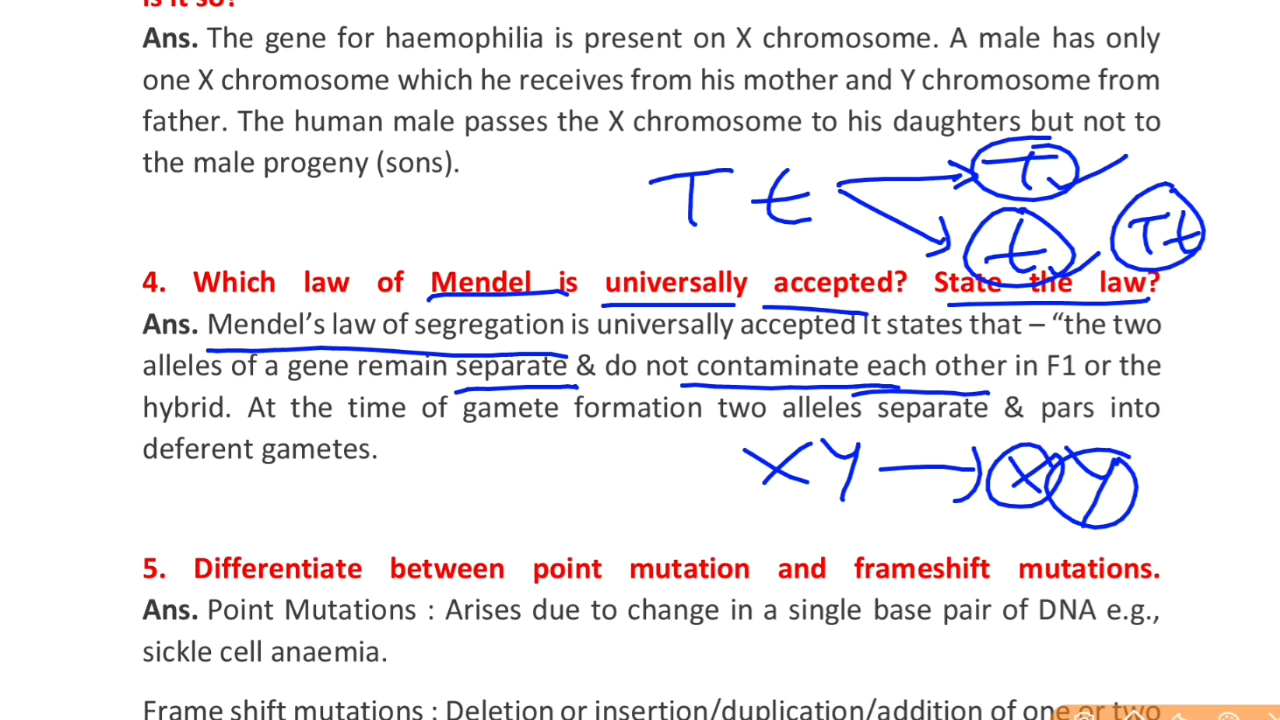 is it so?
Ans. The gene for haemophilia is present on X chromosome. A male has only
one X chromosome which he receives from his mother and Y chromosome from
father. The human male passes the X chromosome to his daughters but not to
the male progeny (sons).
T t
T
t
Tt
4. Which law of Mendel is universally accepted? State the law?
Ans. Mendel’s law of segregation is universally accepted It states that – “the two
alleles of a gene remain separate & do not contaminate each other in F1 or the
hybrid. At the time of gamete formation two alleles separate & pars into
deferent gametes.
XY X Y
5. Differentiate between point mutation and frameshift mutations.
Ans. Point Mutations : Arises due to change in a single base pair of DNA e.g.,
sickle cell anaemia.
Frame shift mutations : Deletion or insertion/duplication/addition of one or two